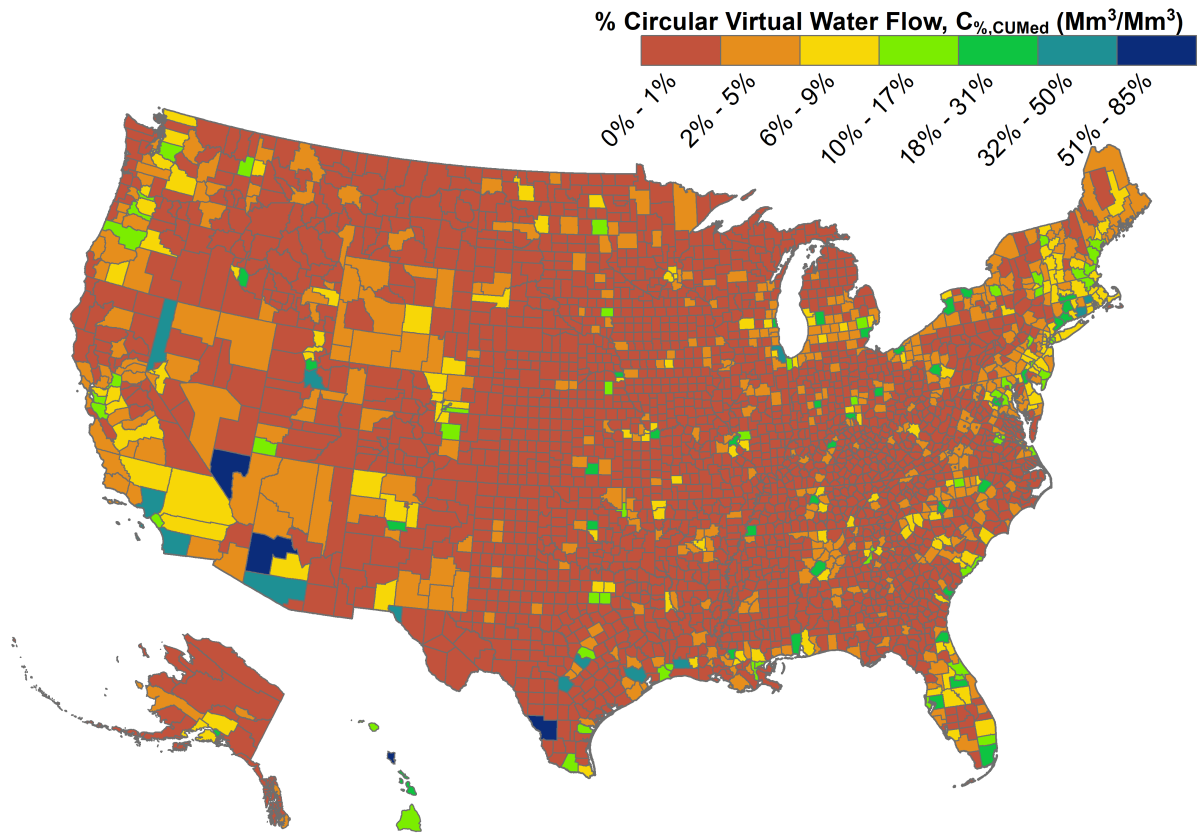 % Circular Virtual Water Flow, C%,CUMed (Mm³/Mm³)
0% - 1%
2% - 5%
6% - 9%
10% - 17%
18% - 31%
32% - 50%
51% - 85%